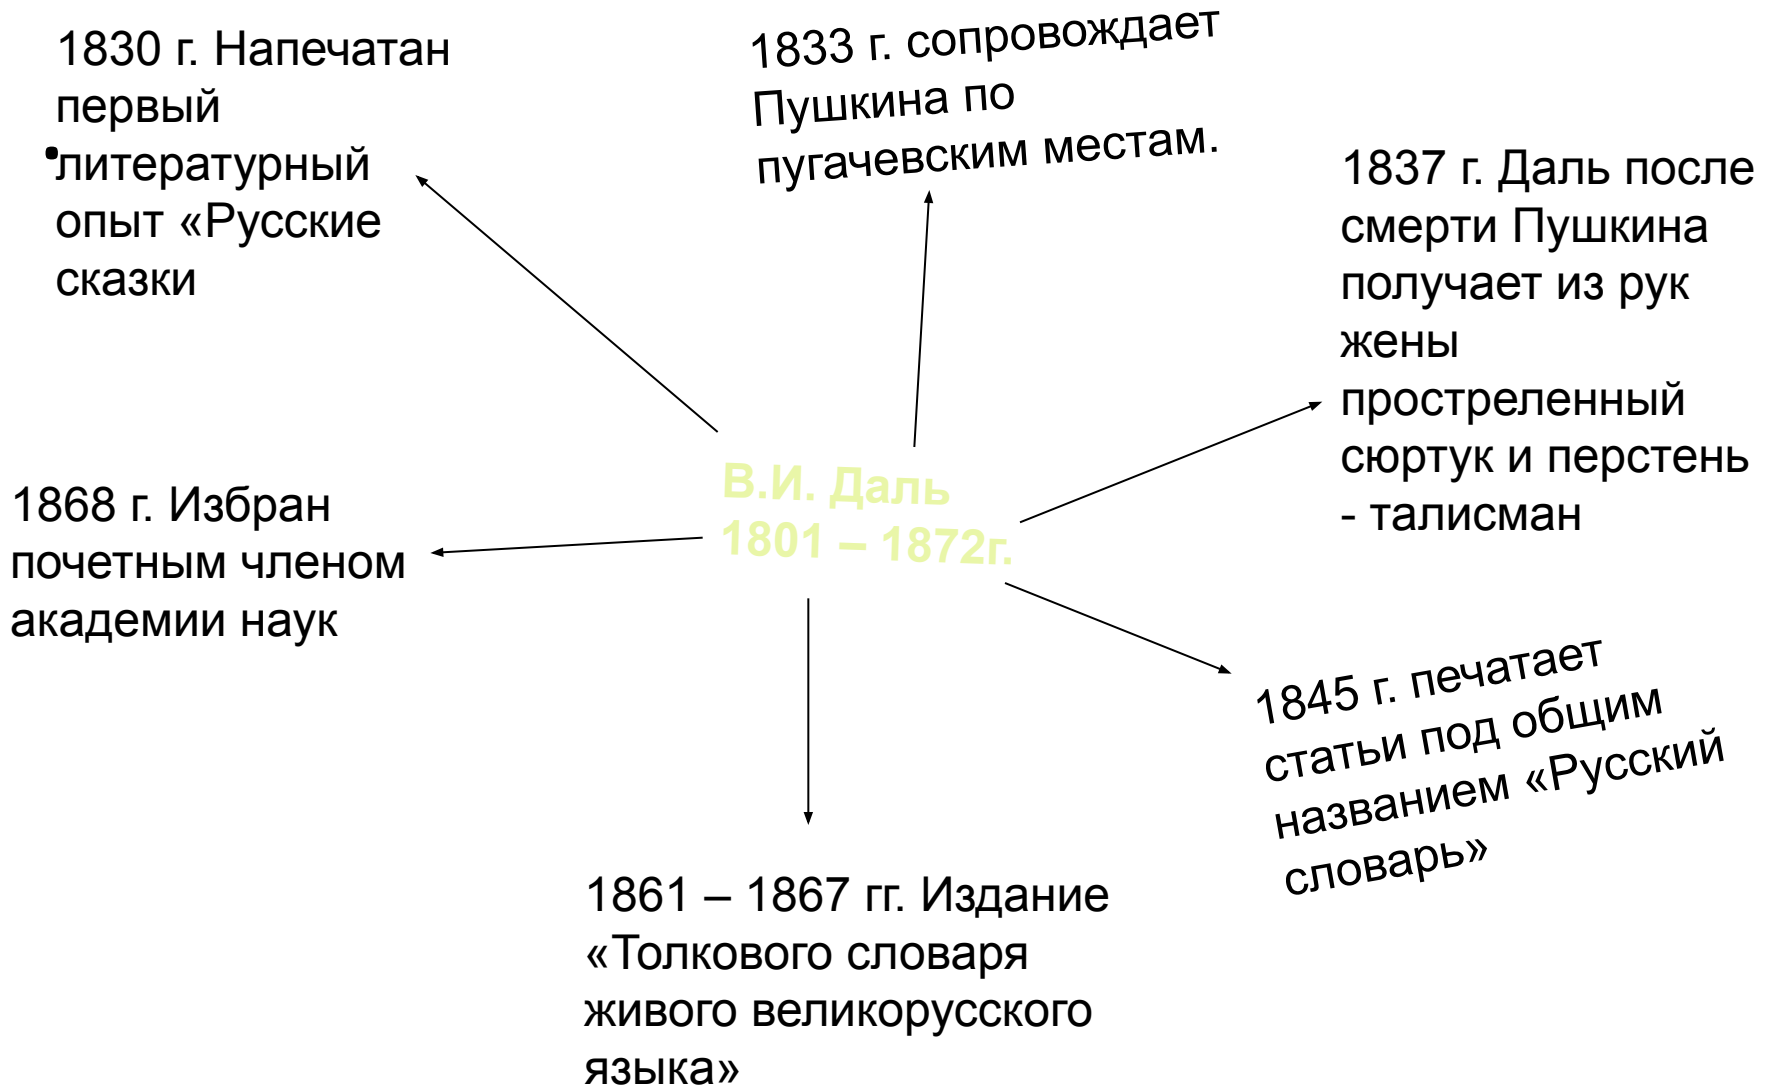 1830 г. Напечатан
первый
литературный
опыт «Русские
сказки
1833 г. сопровождает
Пушкина по
пугачевским местам.
1837 г. Даль после
смерти Пушкина
получает из рук
жены
простреленный
сюртук и перстень
- талисман
В.И. Даль
1801 – 1872г.
1868 г. Избран
почетным членом
академии наук
1845 г. печатает
статьи под общим
названием «Русский
словарь»
1861 – 1867 гг. Издание
«Толкового словаря
живого великорусского
языка»